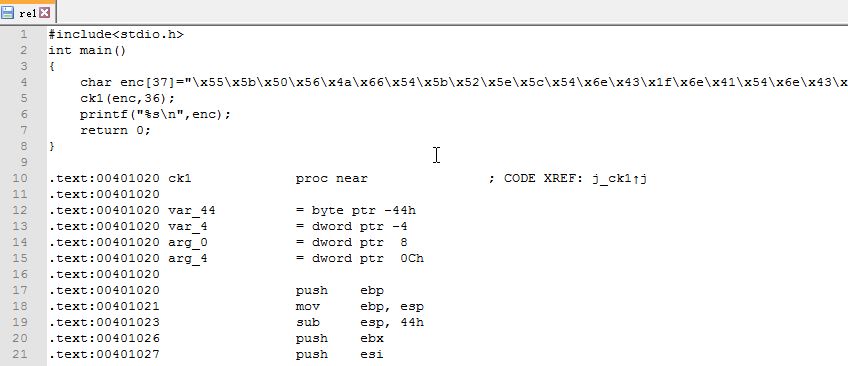 re1
1 #include<stdio.h>
2 int main()
3 {
4 char enc[37]="\x55\x5b\x50\x56\x4a\x66\x54\x5b\x52\x5e\x5c\x54\x6e\x43\x1f\x6e\x41\x54\x6e\x43\x
5 ck1(enc,36);
6 printf("%s\n",enc);
7 return 0;
8 }
9
10 .text:00401020 ck1 proc near ; CODE XREF: j_ck1↑j
11 .text:00401020
12 .text:00401020 var_44 = byte ptr -44h
13 .text:00401020 var_4 = dword ptr -4
14 .text:00401020 arg_0 = dword ptr 8
15 .text:00401020 arg_4 = dword ptr 0Ch
16 .text:00401020
17 .text:00401020 push ebp
18 .text:00401021 mov ebp, esp
19 .text:00401023 sub esp, 44h
20 .text:00401026 push ebx
21 .text:00401027 push esi